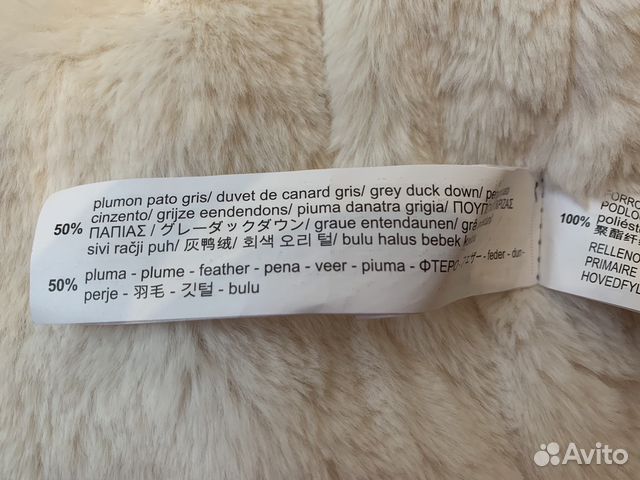 50%
plumon pato gris/ duvet de canard gris/ grey duck down/
cinzento/ grijze eendendons/ piuma danatra grigia/
ΠΑΠΙΑΣ / グレーダックダウン/ graue entendaunen/
sivi rački puh/ 灰鸭绒/ 회색 오리 털/ bulu halus bebek
50%
pluma - plume - feather - pena - veer - piuma - ΦΤΕΡΟ - feder - dun -
perje - 羽毛 - 깃털 - bulu
100%
RELLENO
PRIMAIRE
HOVEDFYL
Avito